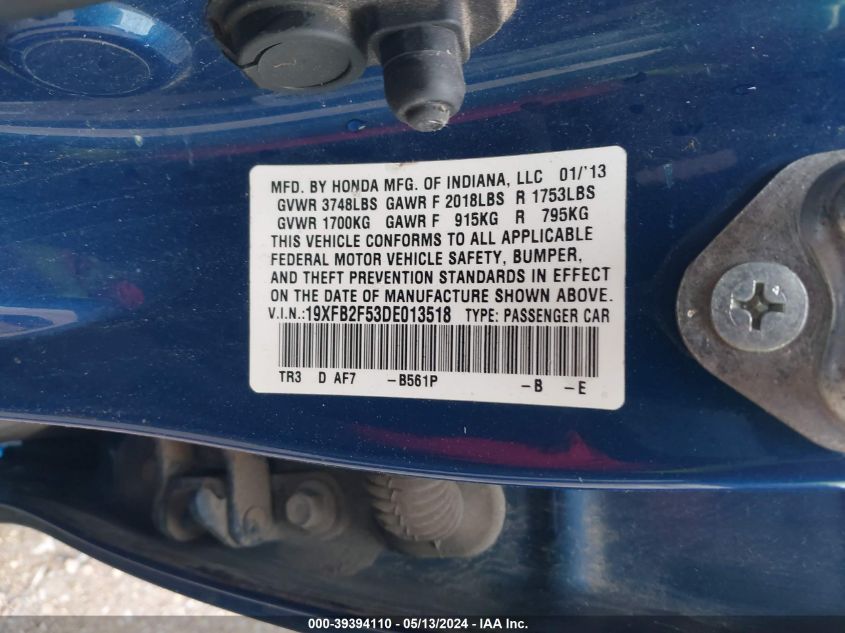 MFD. BY HONDA MFG. OF INDIANA, LLC 01/'13
GVWR 3748LBS GAWR F 2018LBS R 1753LBS
GVWR 1700KG GAWR F 915KG R 795KG
THIS VEHICLE CONFORMS TO ALL APPLICABLE
FEDERAL MOTOR VEHICLE SAFETY, BUMPER,
AND THEFT PREVENTION STANDARDS IN EFFECT
ON THE DATE OF MANUFACTURE SHOWN ABOVE.
V.I.N.:19XFB2F53DE013518 TYPE: PASSENGER CAR
TR3 D AF7 -B561P -B -E
000-39394110 - 05/13/2024 - IAA Inc.